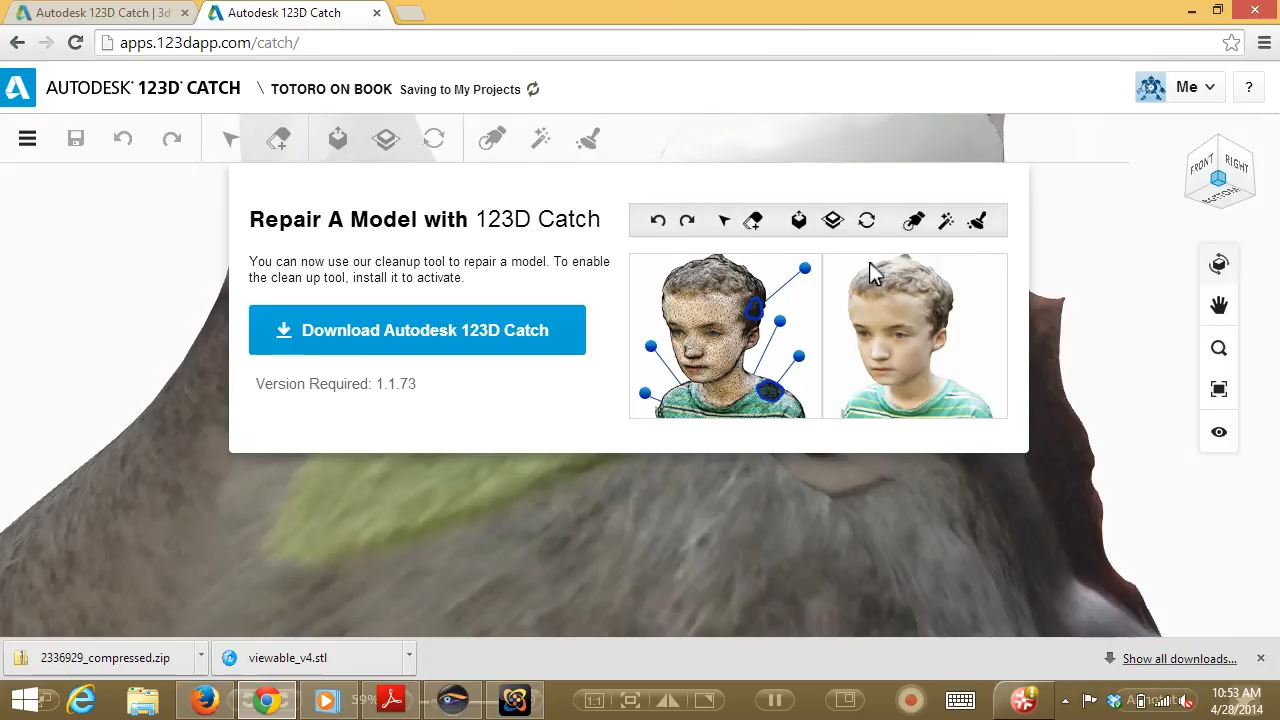 Autodesk 123D Catch | 3d
Autodesk 123D Catch
apps.123dapp.com/catch/
AUTODESK® 123D® CATCH \ TOTORO ON BOOK Saving to My Projects
Me
?
FRONT
RIGHT
BOTTOM
Repair A Model with 123D Catch
You can now use our cleanup tool to repair a model. To enable
the clean up tool, install it to activate.
Download Autodesk 123D Catch
Version Required: 1.1.73
2336929_compressed.zip
viewable_v4.stl
Show all downloads...
59%
1:1
10:53 AM
4/28/2014